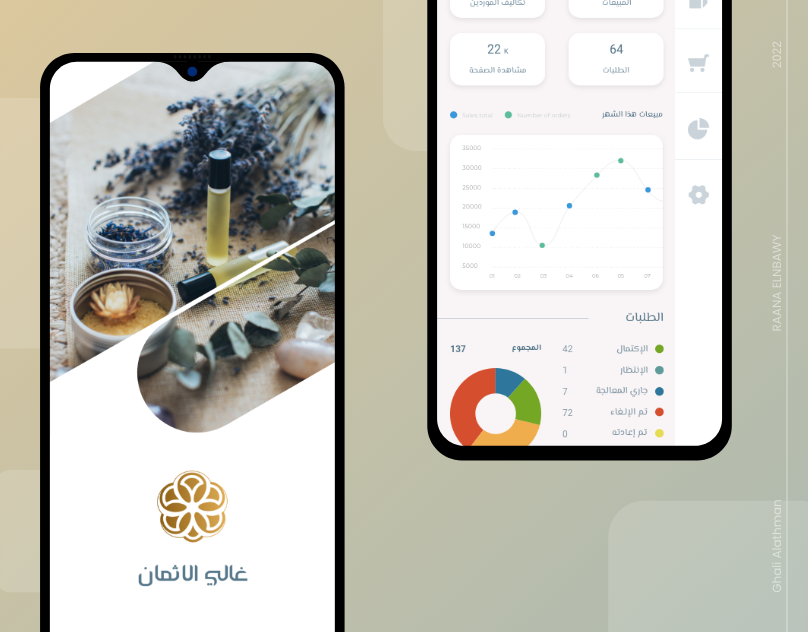 غالي الاثمان
تكاليف الموردين
المبيعات
22 K
64
مشاهدة الصفحة
الطلبات
Sales total
Number of orders
مبيعات هذا الشهر
35000
30000
25000
20000
15000
10000
5000
01 02 03 04 06 05 07
الطلبات
المجموع
137
الإكتمال 42
الإنتظار 1
جاري المعالجة 7
تم الإلغاء 72
تم إعادته 0
2022
RAANA ELNBAWY
Ghali Alathman